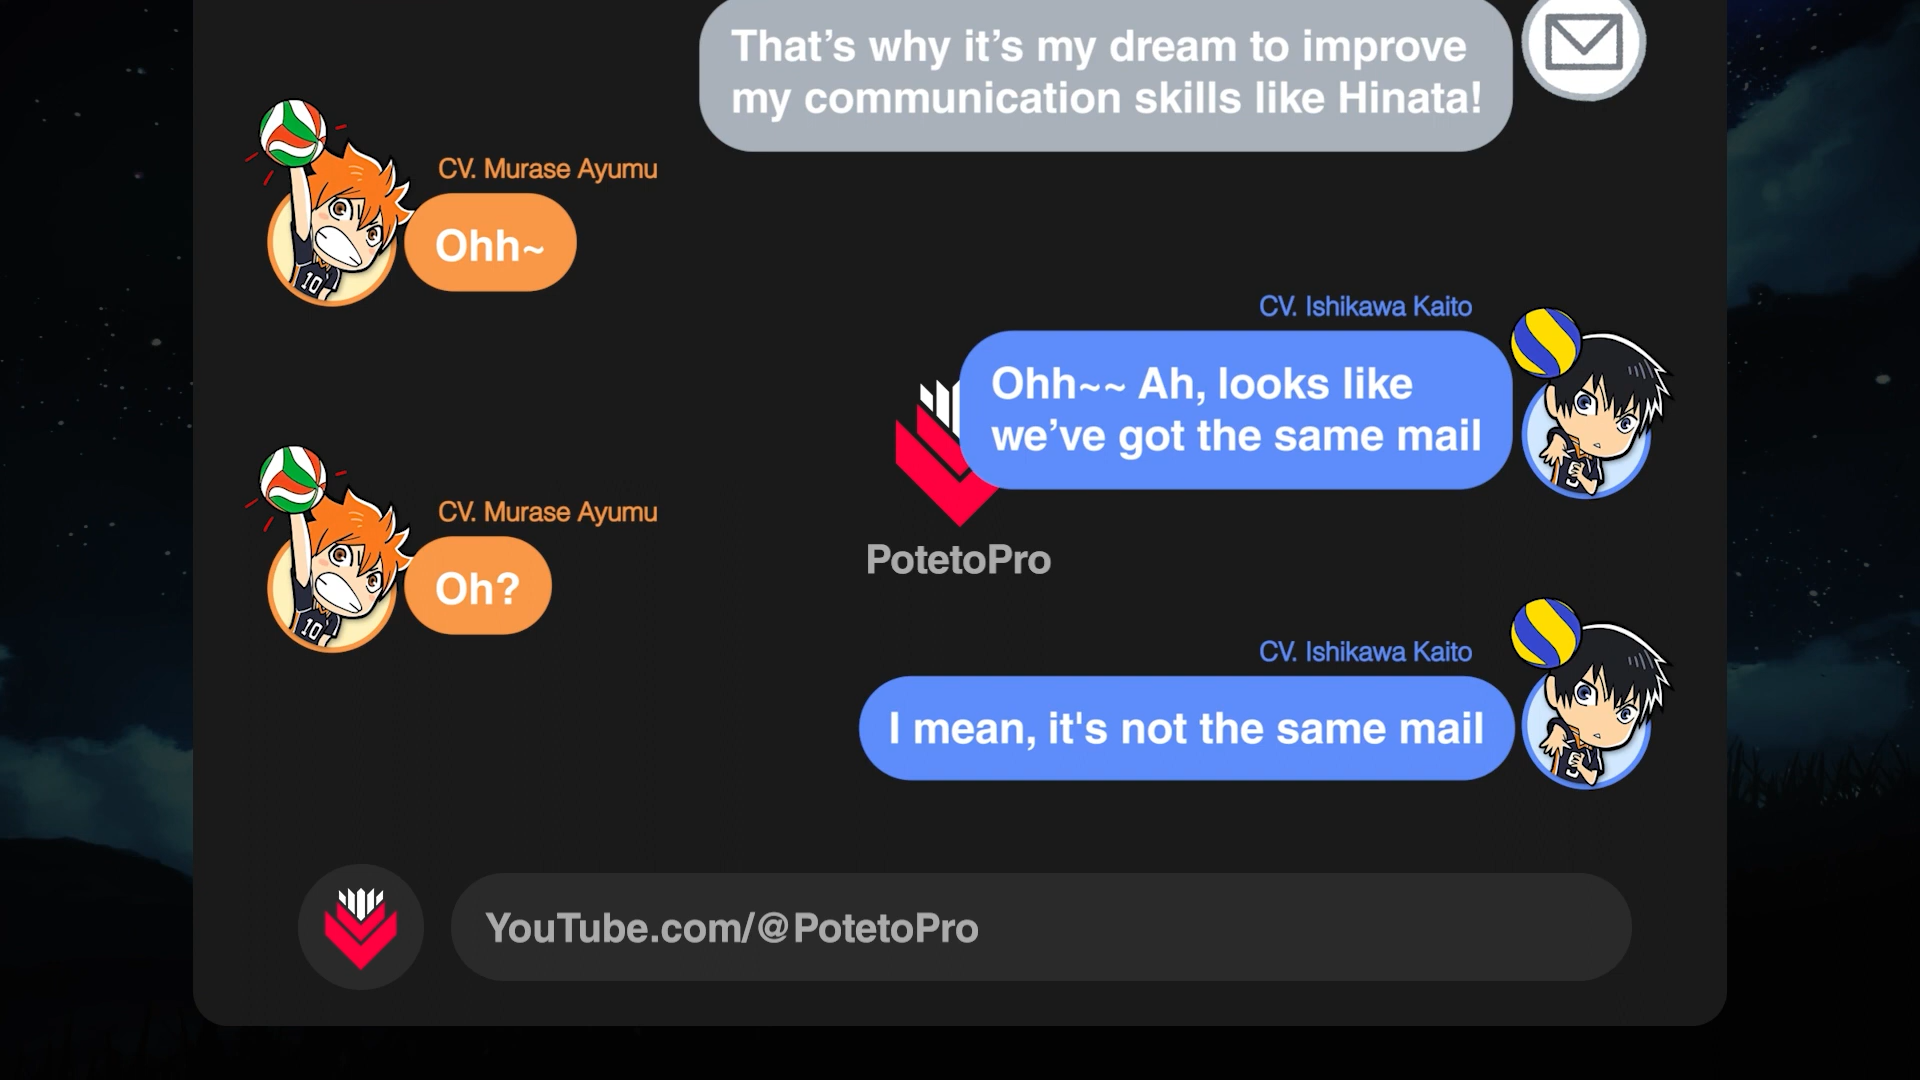 That’s why it’s my dream to improve
my communication skills like Hinata!
CV. Murase Ayumu
Ohh~
CV. Ishikawa Kaito
Ohh~~ Ah, looks like
we’ve got the same mail
CV. Murase Ayumu
Oh?
PotetoPro
CV. Ishikawa Kaito
I mean, it's not the same mail
YouTube.com/@PotetoPro
10
10